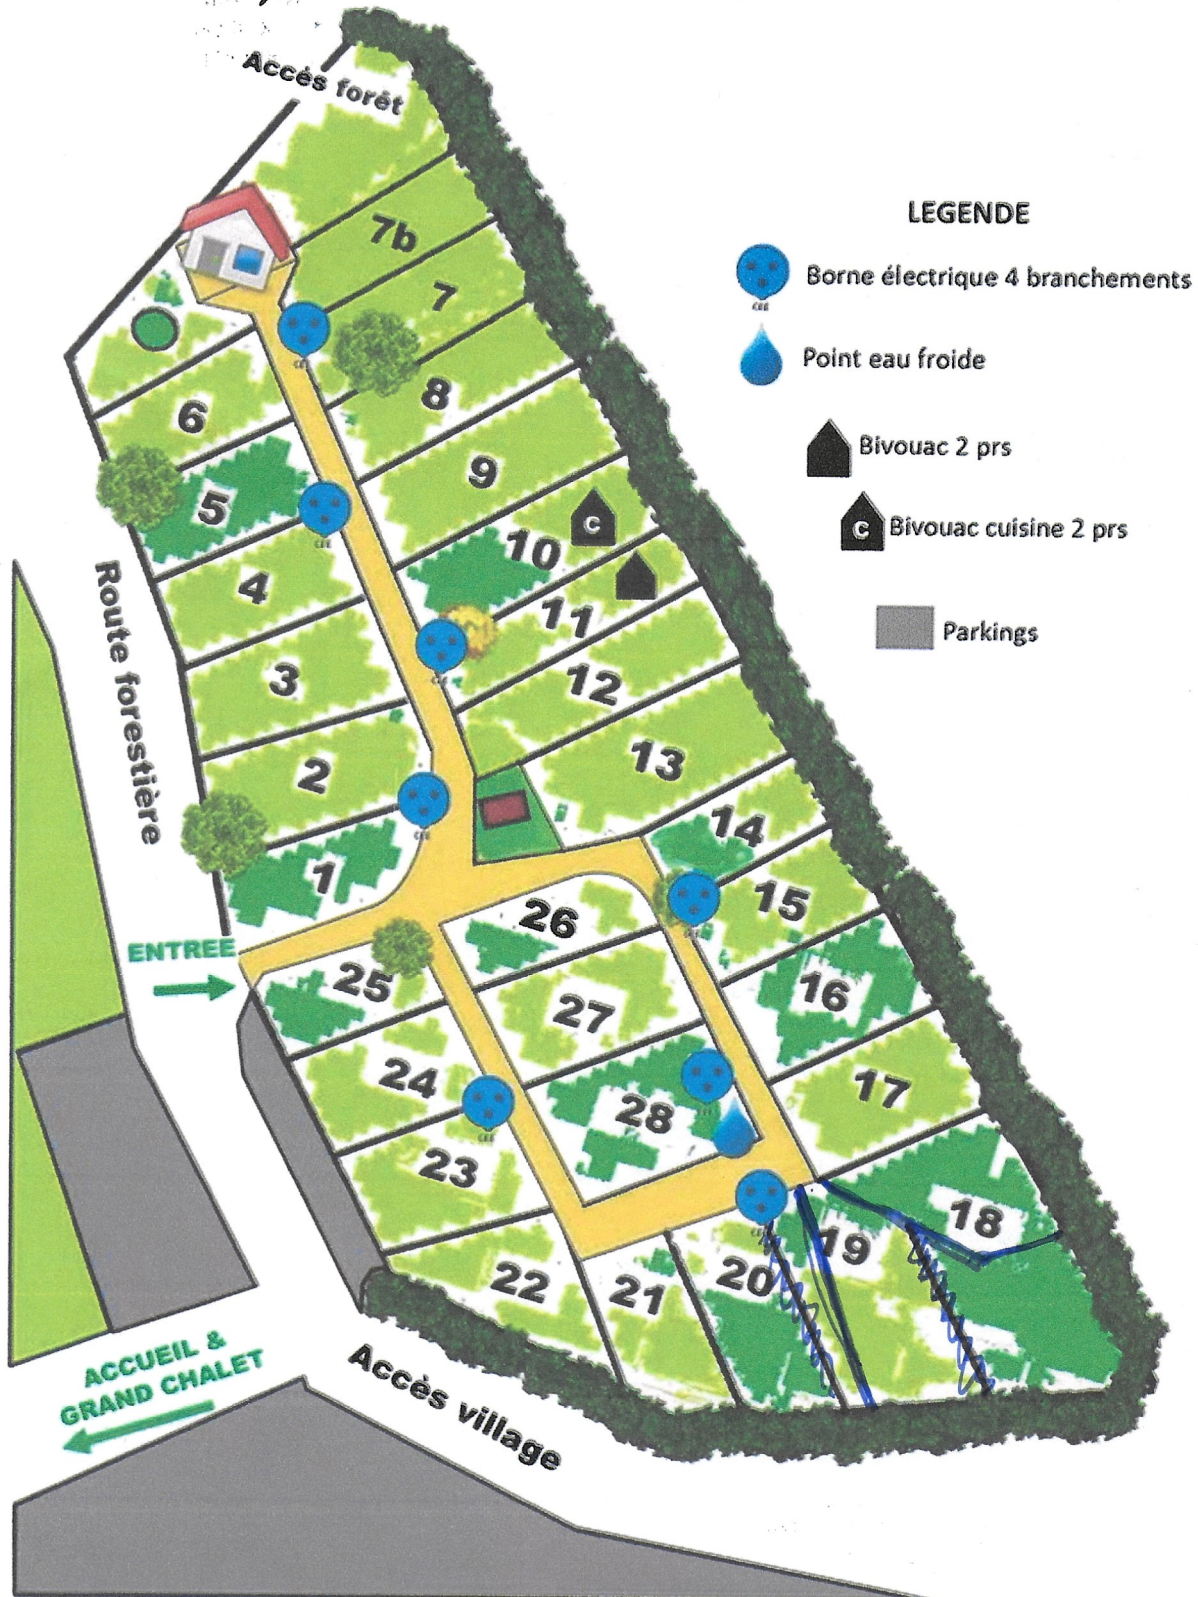 Accès forêt
LEGENDE
Borne électrique 4 branchements
Point eau froide
Bivouac 2 prs
C Bivouac cuisine 2 prs
Parkings
7b
7
8
6
9
5
C
10
4
11
3
12
2
13
1
14
15
Route forestière
ENTREE
26
25
16
27
24
17
28
23
18
19
20
22
21
ACCUEIL &
GRAND CHALET
Accès village